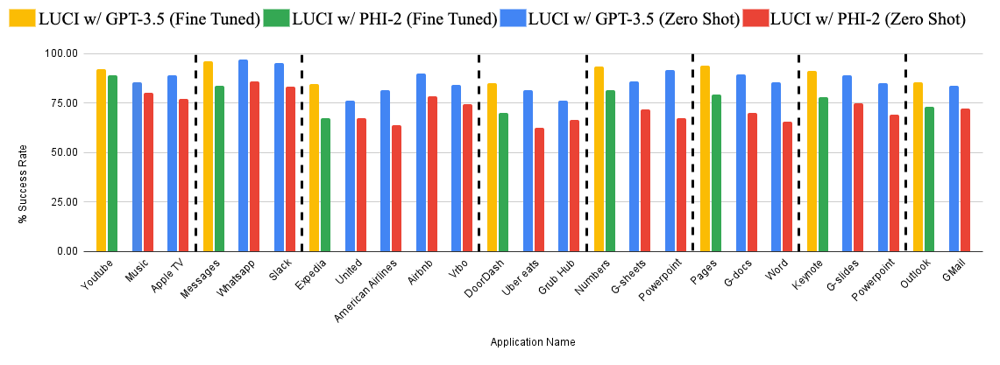 LUCI w/ GPT-3.5 (Fine Tuned) LUCI w/ PHI-2 (Fine Tuned) LUCI w/ GPT-3.5 (Zero Shot) LUCI w/ PHI-2 (Zero Shot)
100.00
75.00
50.00
25.00
0.00
% Success Rate
Youtube
Music
Apple TV
Messages
Whatsapp
Slack
Expedia
United
American Airlines
Airbnb
Vrbo
DoorDash
Uber eats
Grub Hub
Numbers
G-sheets
Powerpoint
Pages
G-docs
Word
Keynote
G-slides
Powerpoint
Outlook
GMail
Application Name